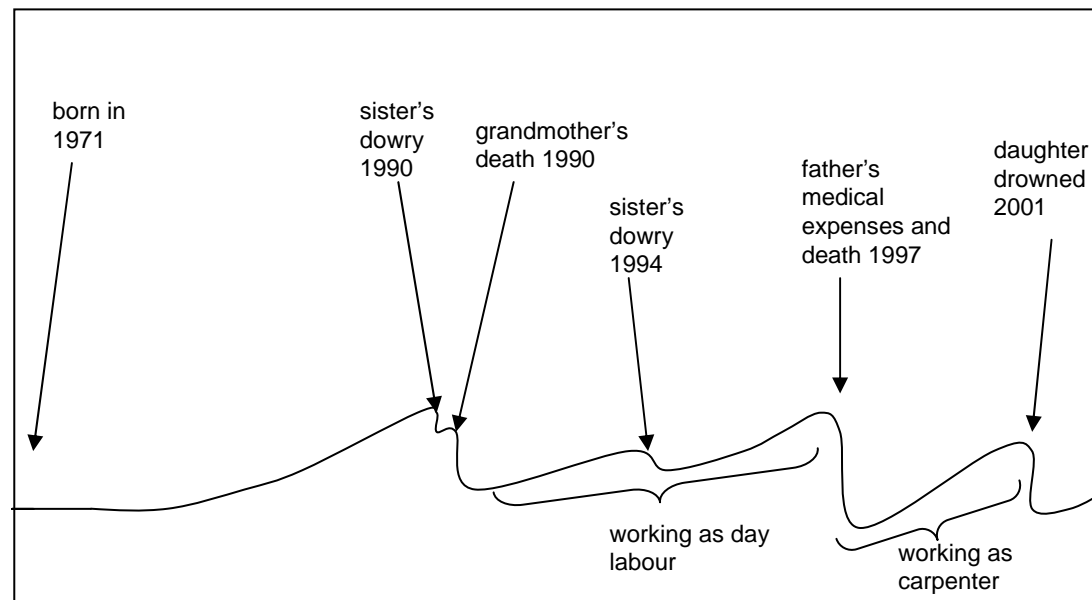 born in
1971
sister’s
dowry
1990
grandmother’s
death 1990
sister’s
dowry
1994
father’s
medical
expenses and
death 1997
daughter
drowned
2001
working as day
labour
working as
carpenter